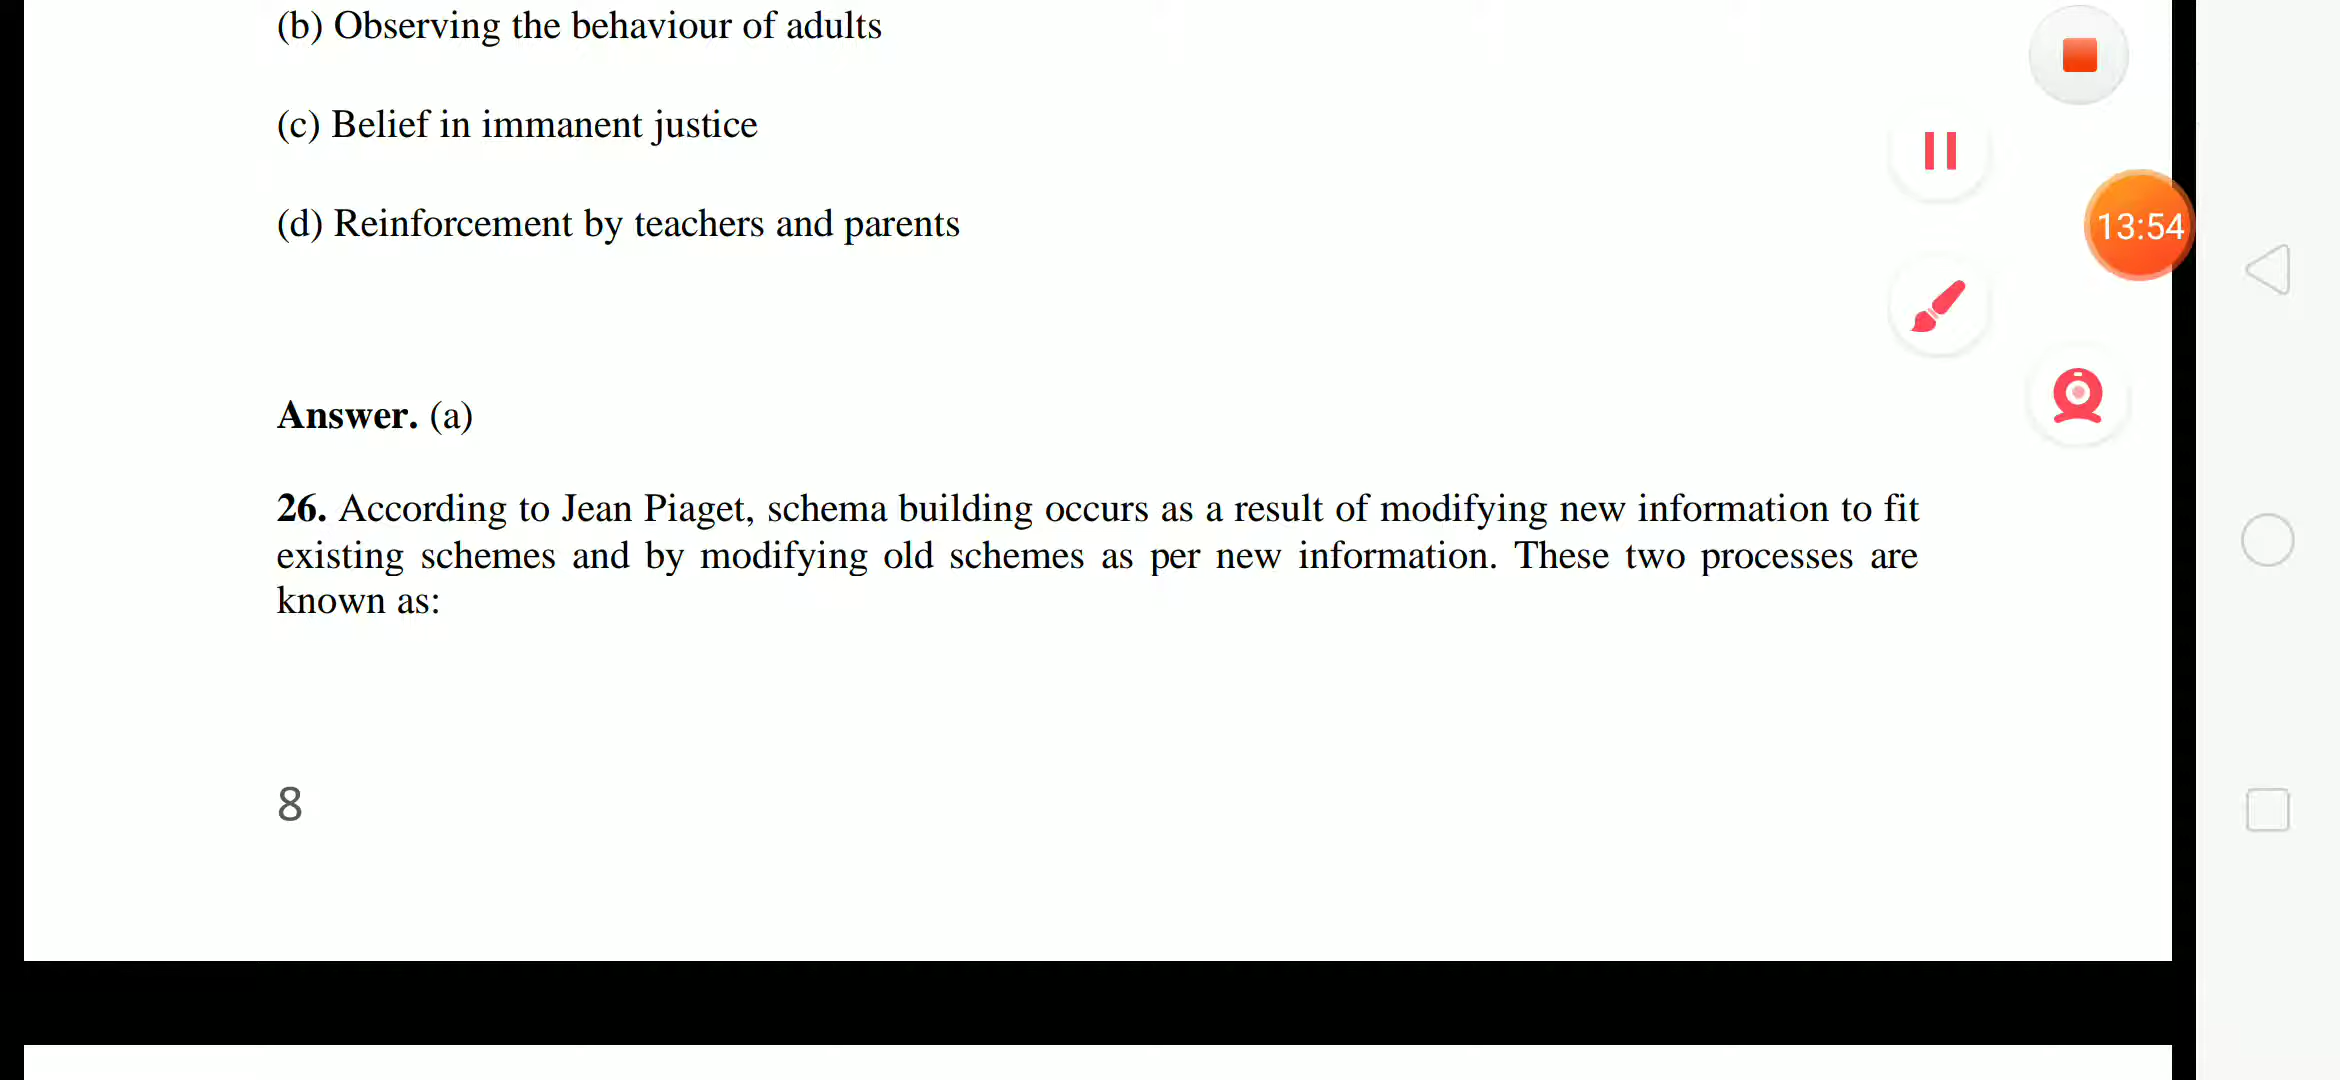 (b) Observing the behaviour of adults
(c) Belief in immanent justice
(d) Reinforcement by teachers and parents
13:54
Answer. (a)
26. According to Jean Piaget, schema building occurs as a result of modifying new information to fit
existing schemes and by modifying old schemes as per new information. These two processes are
known as:
8